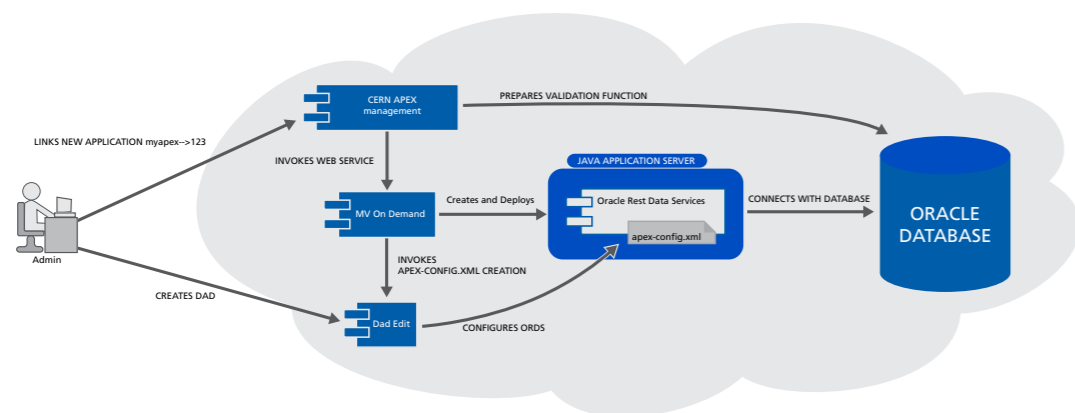 CERN APEX
management
PREPARES VALIDATION FUNCTION
LINKS NEW APPLICATION myapex-->123
INVOKES WEB SERVICE
JAVA APPLICATION SERVER
MV On Demand
Creates and Deploys
Oracle Rest Data Services
apex-config.xml
CONNECTS WITH DATABASE
ORACLE
DATABASE
Admin
INVOKES
APEX-CONFIG.XML CREATION
CREATES DAD
Dad Edit
CONFIGURES ORDS